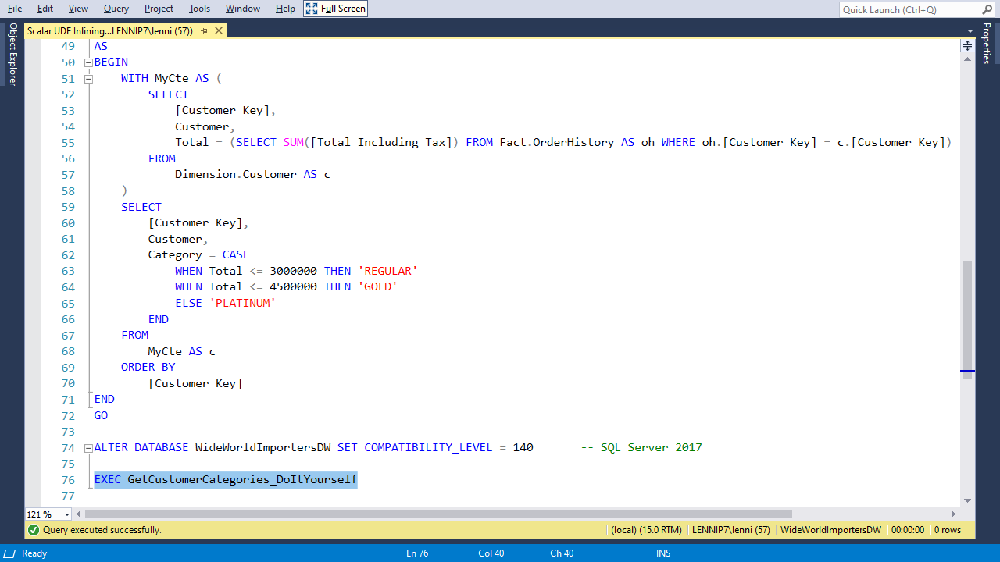 File Edit View Query Project Tools Window Help Full Screen
Quick Launch (Ctrl+Q)
Object Explorer
Scalar UDF Inlining...LENNIP7\lenni (57))
Properties
49 AS
50 BEGIN
51 WITH MyCte AS (
52 SELECT
53 [Customer Key],
54 Customer,
55 Total = (SELECT SUM([Total Including Tax]) FROM Fact.OrderHistory AS oh WHERE oh.[Customer Key] = c.[Customer Key])
56 FROM
57 Dimension.Customer AS c
58 )
59 SELECT
60 [Customer Key],
61 Customer,
62 Category = CASE
63 WHEN Total <= 3000000 THEN 'REGULAR'
64 WHEN Total <= 4500000 THEN 'GOLD'
65 ELSE 'PLATINUM'
66 END
67 FROM
68 MyCte AS c
69 ORDER BY
70 [Customer Key]
71 END
72 GO
73
74 ALTER DATABASE WideWorldImportersDW SET COMPATIBILITY_LEVEL = 140 -- SQL Server 2017
75
76 EXEC GetCustomerCategories_DoItYourself
77
121 %
Query executed successfully. (local) (15.0 RTM) LENNIP7\lenni (57) WideWorldImportersDW 00:00:00 0 rows
Ready Ln 76 Col 40 Ch 40 INS